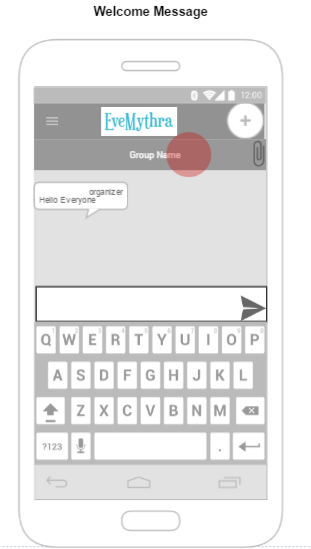 Welcome Message
12:00
EveMythra
+
Group Name
organizer
Hello Everyone
Q W E R T Y U I O P
A S D F G H J K L
Z X C V B N M
?123 .